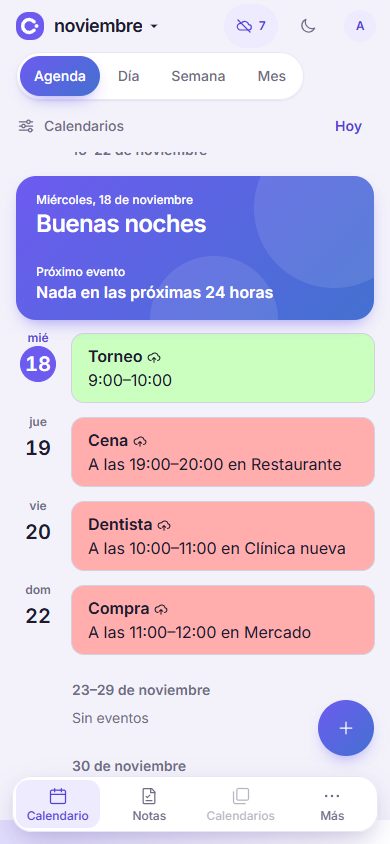 noviembre
7
A
Agenda
Día
Semana
Mes
Calendarios
Hoy
Miércoles, 18 de noviembre
Buenas noches
Próximo evento
Nada en las próximas 24 horas
mié
18
Torneo
9:00–10:00
jue
19
Cena
A las 19:00–20:00 en Restaurante
vie
20
Dentista
A las 10:00–11:00 en Clínica nueva
dom
22
Compra
A las 11:00–12:00 en Mercado
23–29 de noviembre
Sin eventos
30 de noviembre
Calendario
Notas
Calendarios
Más